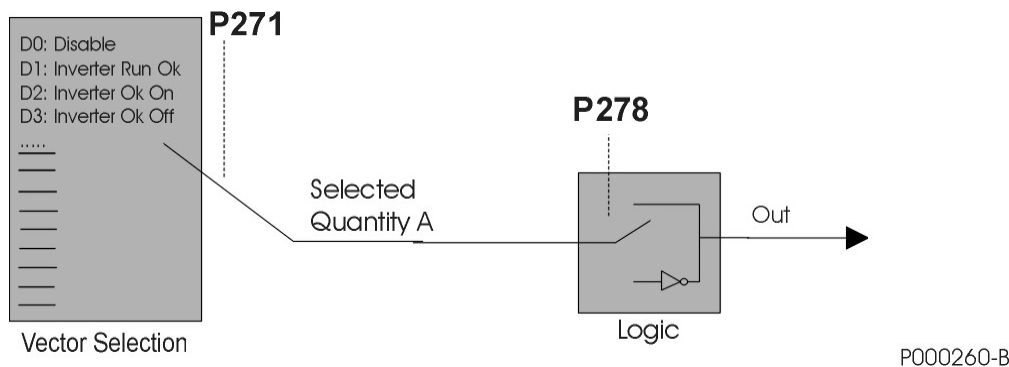 P271
D0: Disable
D1: Inverter Run Ok
D2: Inverter Ok On
D3: Inverter Ok Off
.....
P278
Selected
Quantity A
Out
Logic
Vector Selection
P000260-B